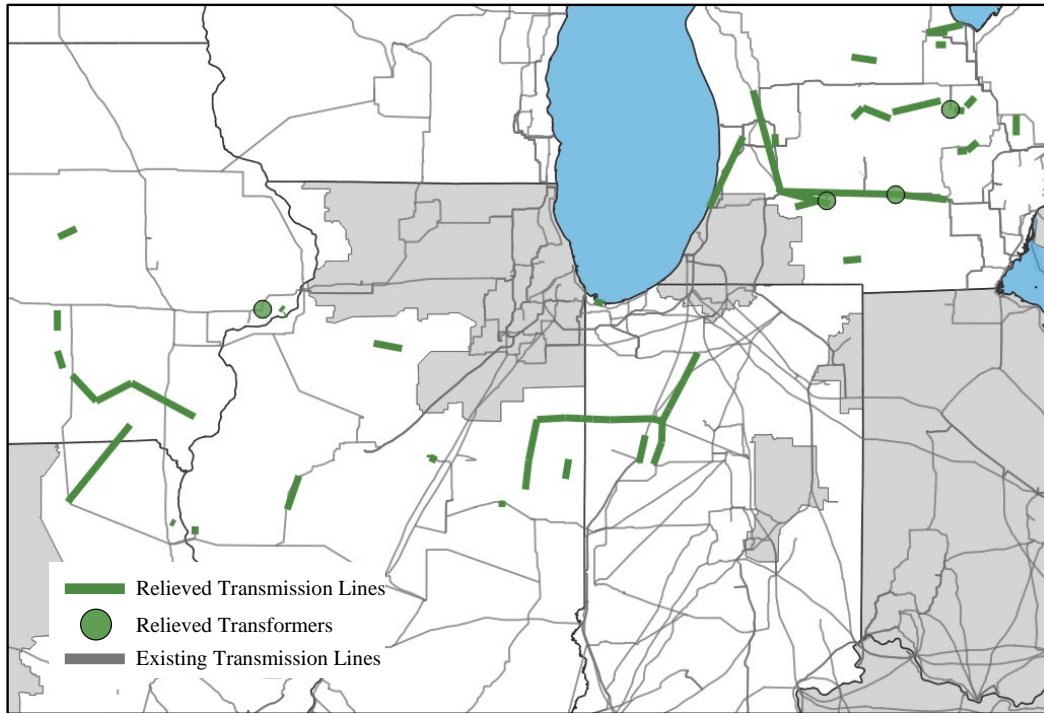 Relieved Transmission Lines
Relieved Transformers
Existing Transmission Lines